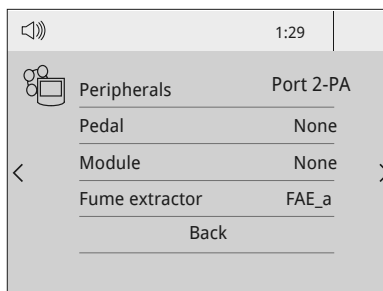 1:29
Peripherals Port 2-PA
Pedal None
Module None
Fume extractor FAE_a
Back